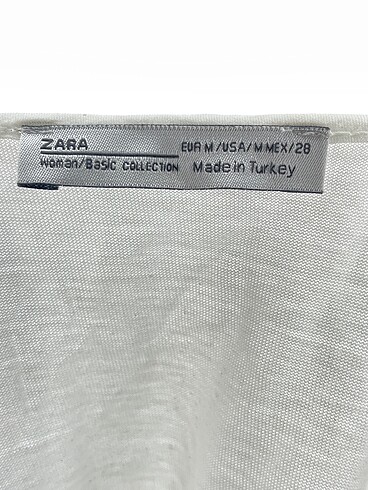 ZARA
Woman/Basic COLLECTION
EUR M/USA/M MEX/28
Made in Turkey